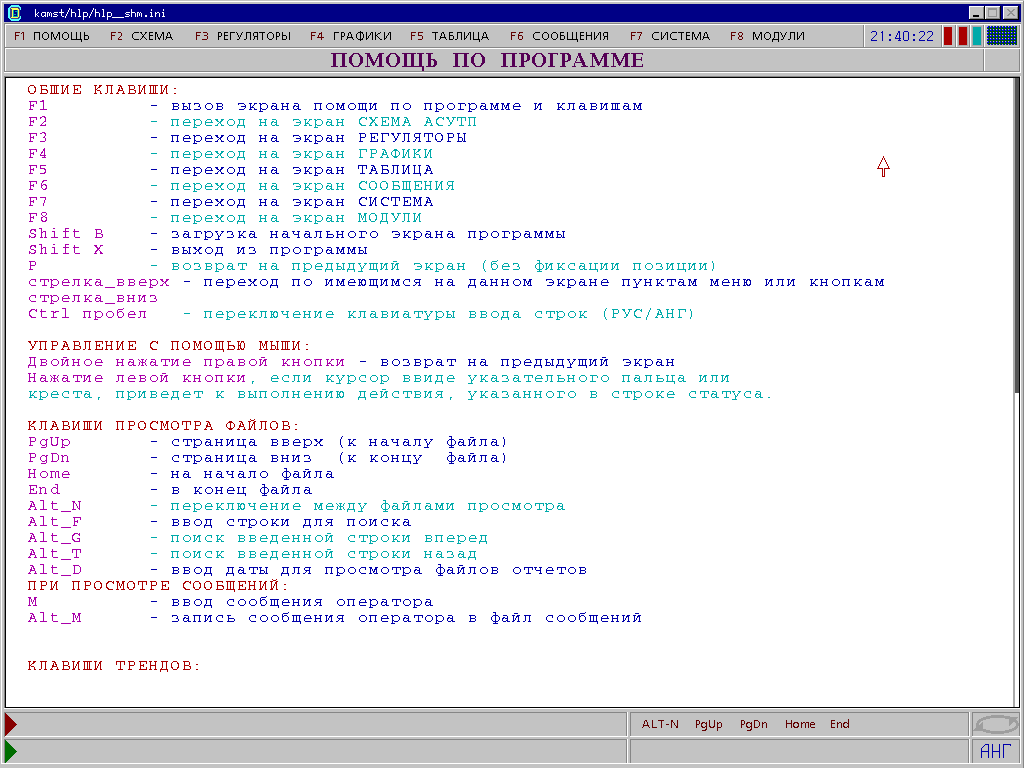 kamst/hlp/hlp__shm.ini
F1 ПОМОЩЬ F2 СХЕМА F3 РЕГУЛЯТОРЫ F4 ГРАФИКИ F5 ТАБЛИЦА F6 СООБЩЕНИЯ F7 СИСТЕМА F8 МОДУЛИ 21:40:22
ПОМОЩЬ ПО ПРОГРАММЕ
ОБЩИЕ КЛАВИШИ:
F1 - вызов экрана помощи по программе и клавишам
F2 - переход на экран СХЕМА АСУТП
F3 - переход на экран РЕГУЛЯТОРЫ
F4 - переход на экран ГРАФИКИ
F5 - переход на экран ТАБЛИЦА
F6 - переход на экран СООБЩЕНИЯ
F7 - переход на экран СИСТЕМА
F8 - переход на экран МОДУЛИ
Shift B - загрузка начального экрана программы
Shift X - выход из программы
P - возврат на предыдущий экран (без фиксации позиции)
стрелка_вверх - переход по имеющимся на данном экране пунктам меню или кнопкам
стрелка_вниз
Ctrl пробел - переключение клавиатуры ввода строк (РУС/АНГ)
УПРАВЛЕНИЕ С ПОМОЩЬЮ МЫШИ:
Двойное нажатие правой кнопки - возврат на предыдущий экран
Нажатие левой кнопки, если курсор ввиде указательного пальца или
креста, приведет к выполнению действия, указанного в строке статуса.
КЛАВИШИ ПРОСМОТРА ФАЙЛОВ:
PgUp - страница вверх (к началу файла)
PgDn - страница вниз (к концу файла)
Home - на начало файла
End - в конец файла
Alt_N - переключение между файлами просмотра
Alt_F - ввод строки для поиска
Alt_G - поиск введенной строки вперед
Alt_T - поиск введенной строки назад
Alt_D - ввод даты для просмотра файлов отчетов
ПРИ ПРОСМОТРЕ СООБЩЕНИЙ:
M - ввод сообщения оператора
Alt_M - запись сообщения оператора в файл сообщений
КЛАВИШИ ТРЕНДОВ:
ALT-N PgUp PgDn Home End
АНГ